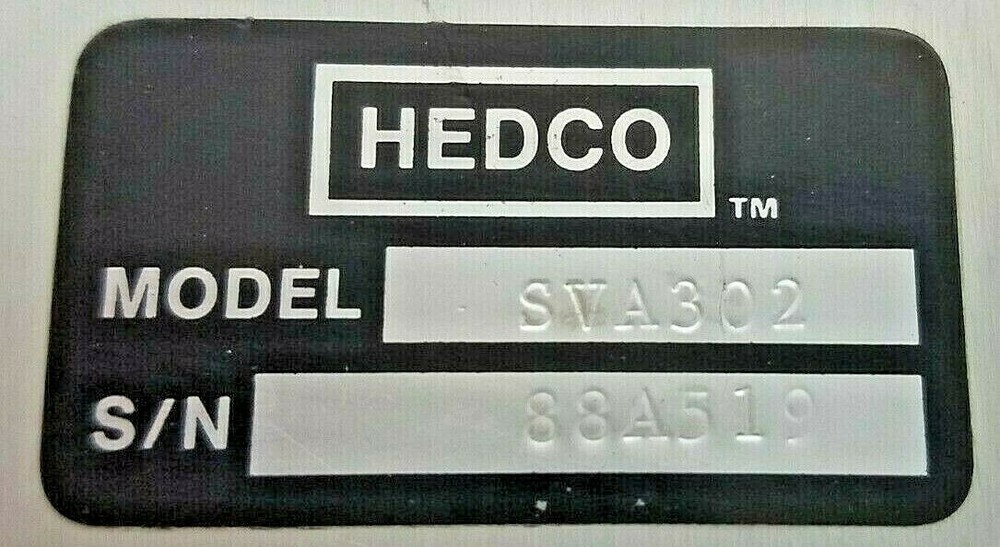 HEDCO
TM
MODEL SVA302
S/N 88A519